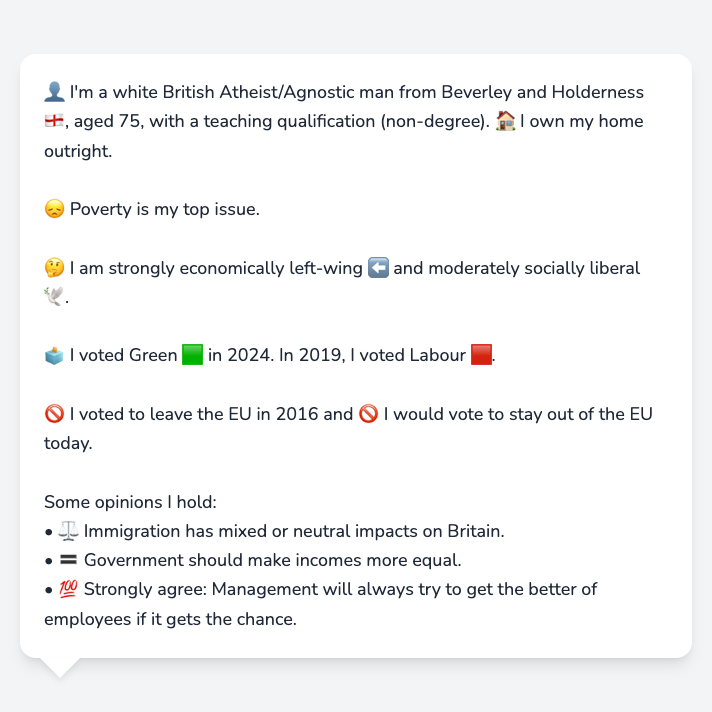 👤 I'm a white British Atheist/Agnostic man from Beverley and Holderness
🏴󠁧󠁢󠁥󠁮󠁧󠁿, aged 75, with a teaching qualification (non-degree). 🏠 I own my home
outright.
😞 Poverty is my top issue.
🤔 I am strongly economically left-wing ⬅️ and moderately socially liberal
🕊️.
🗳️ I voted Green 🟩 in 2024. In 2019, I voted Labour 🟥.
🚫 I voted to leave the EU in 2016 and 🚫 I would vote to stay out of the EU
today.
Some opinions I hold:
• ⚖️ Immigration has mixed or neutral impacts on Britain.
• 🟰 Government should make incomes more equal.
• 💯 Strongly agree: Management will always try to get the better of
employees if it gets the chance.